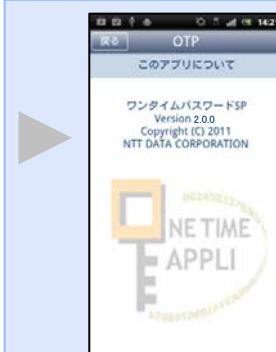 14:21
戻る
OTP
このアプリについて
ワンタイムパスワードSP
Version 2.0.0
Copyright (C) 2011
NTT DATA CORPORATION
NE TIME
APPLI